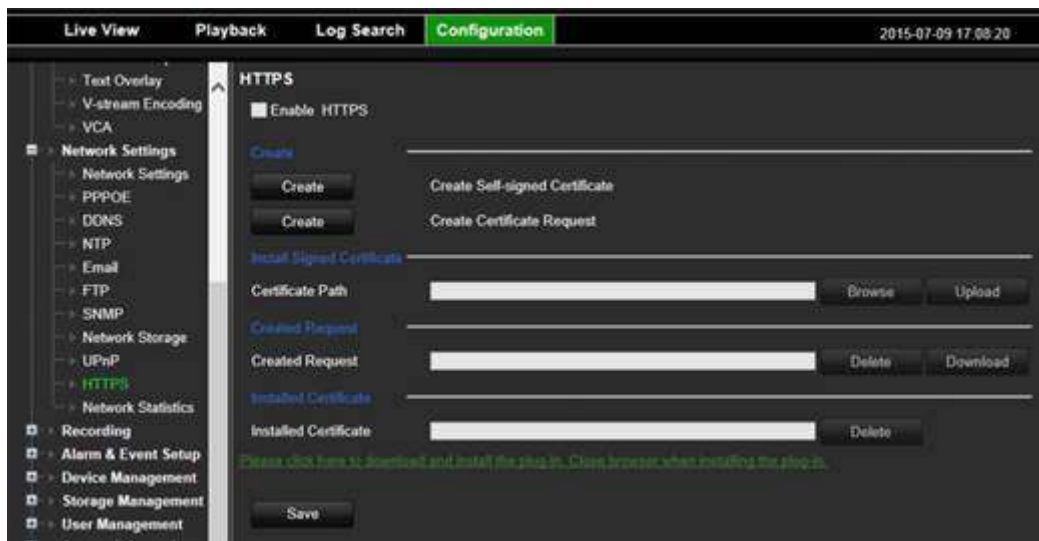 Live View Playback Log Search Configuration 2015-07-09 17:08:20
Text Overlay
V-stream Encoding
VCA
Network Settings
Network Settings
PPPOE
DDNS
NTP
Email
FTP
SNMP
Network Storage
UPnP
HTTPS
Network Statistics
Recording
Alarm & Event Setup
Device Management
Storage Management
User Management
HTTPS
Enable HTTPS
Create
Create Create Self-signed Certificate
Create Create Certificate Request
Install Signed Certificate
Certificate Path Browse Upload
Created Request
Created Request Delete Download
Installed Certificate
Installed Certificate Delete
Please click here to download and install the plug-in. Close browser when installing the plug-in.
Save